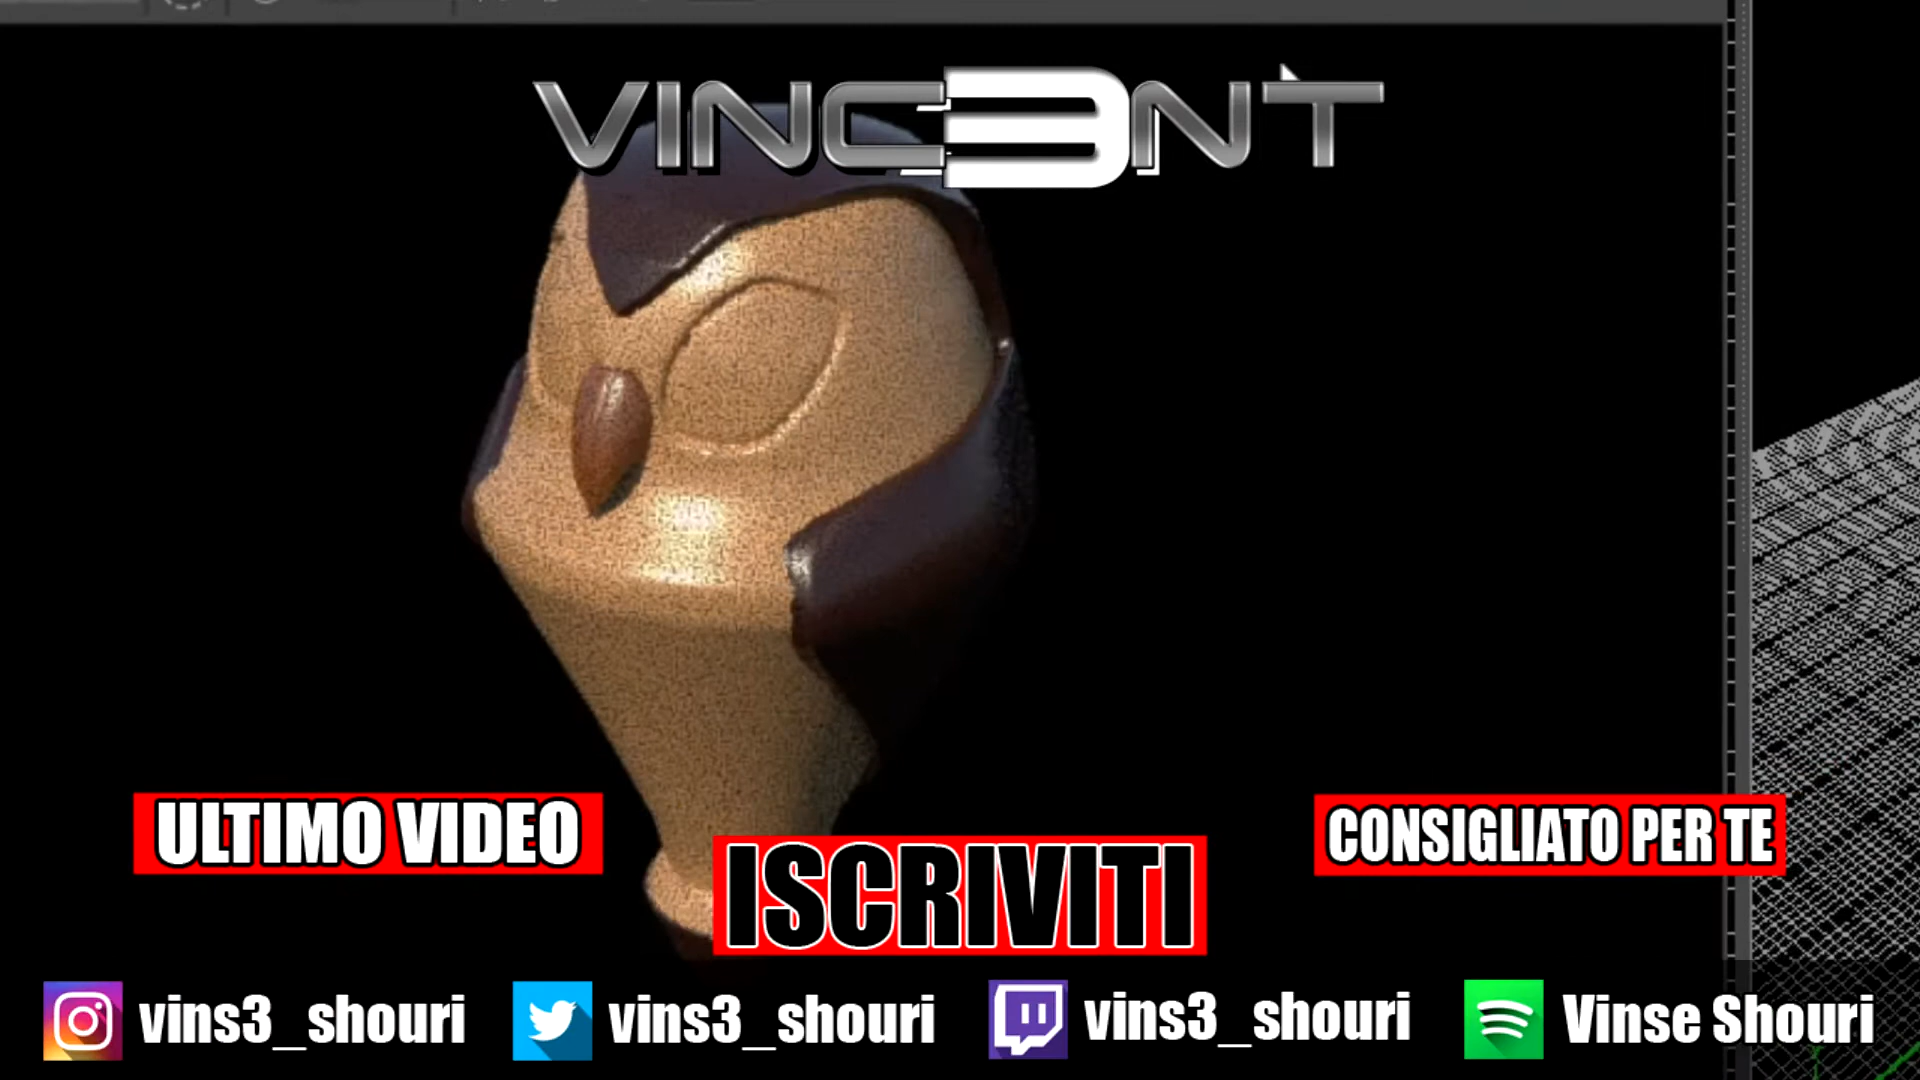 VINC3NT
ULTIMO VIDEO
CONSIGLIATO PER TE
ISCRIVITI
vins3_shouri
vins3_shouri
vins3_shouri
Vinse Shouri